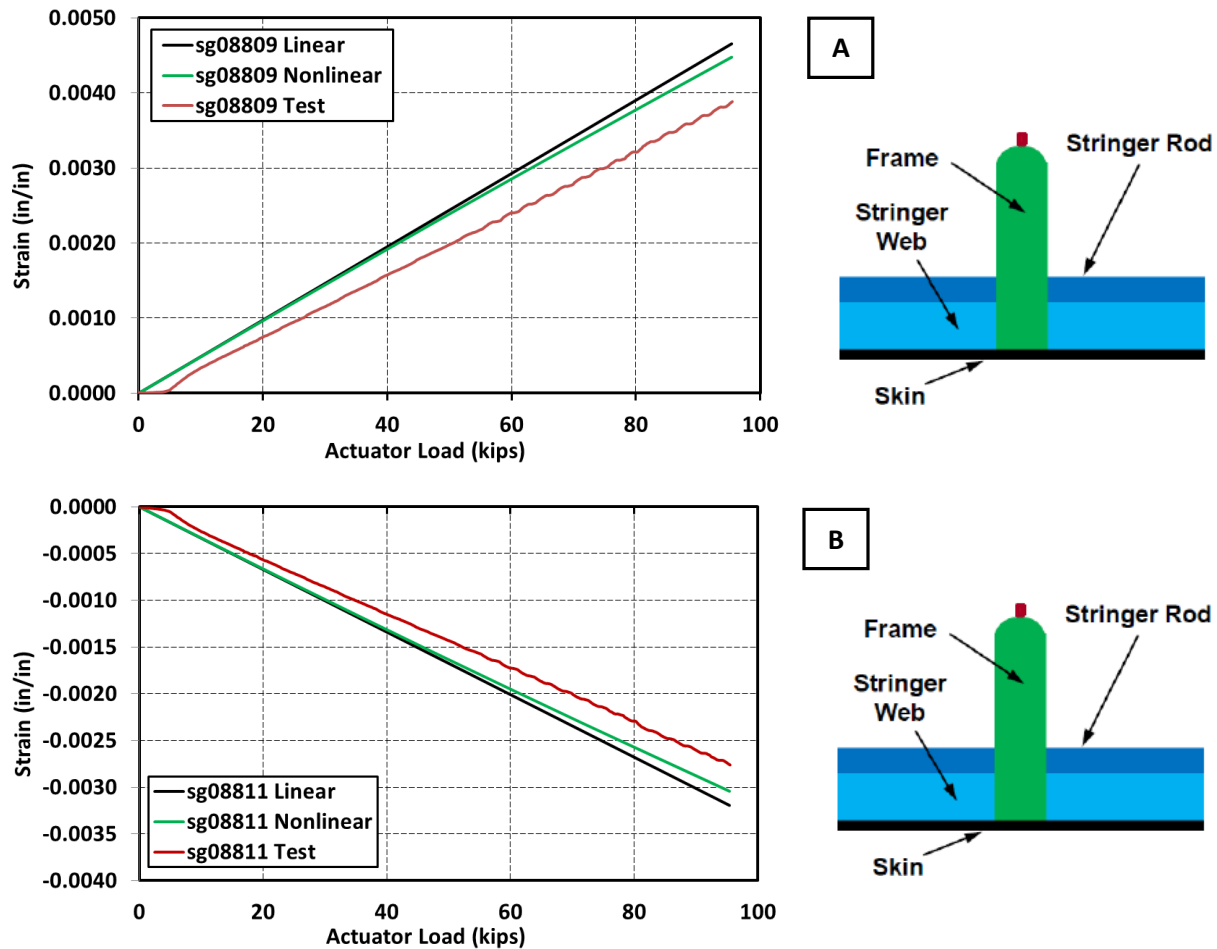 0.0050
0.0040
0.0030
0.0020
0.0010
0.0000
Strain (in/in)
sg08809 Linear
sg08809 Nonlinear
sg08809 Test
0 20 40 60 80 100
Actuator Load (kips)
A
Frame
Stringer Rod
Stringer
Web
Skin
0.0000
-0.0005
-0.0010
-0.0015
-0.0020
-0.0025
-0.0030
-0.0035
-0.0040
Strain (in/in)
sg08811 Linear
sg08811 Nonlinear
sg08811 Test
0 20 40 60 80 100
Actuator Load (kips)
B
Frame
Stringer Rod
Stringer
Web
Skin